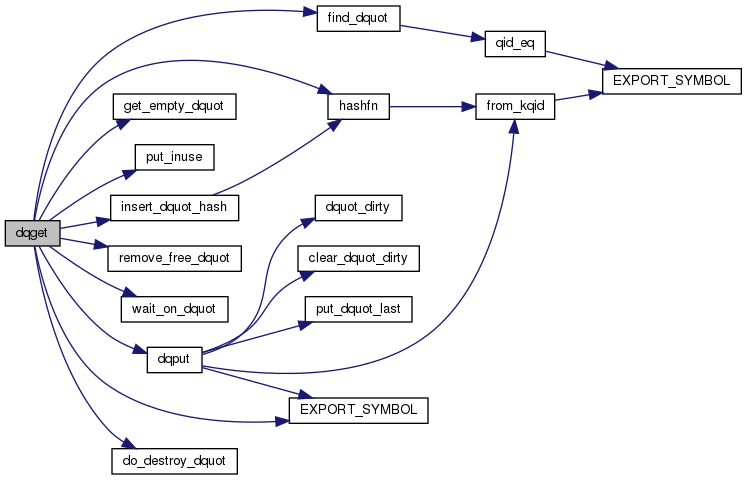 find_dquot
qid_eq
EXPORT_SYMBOL
get_empty_dquot
hashfn
from_kqid
put_inuse
insert_dquot_hash
dquot_dirty
dqget
remove_free_dquot
clear_dquot_dirty
wait_on_dquot
put_dquot_last
dqput
EXPORT_SYMBOL
do_destroy_dquot